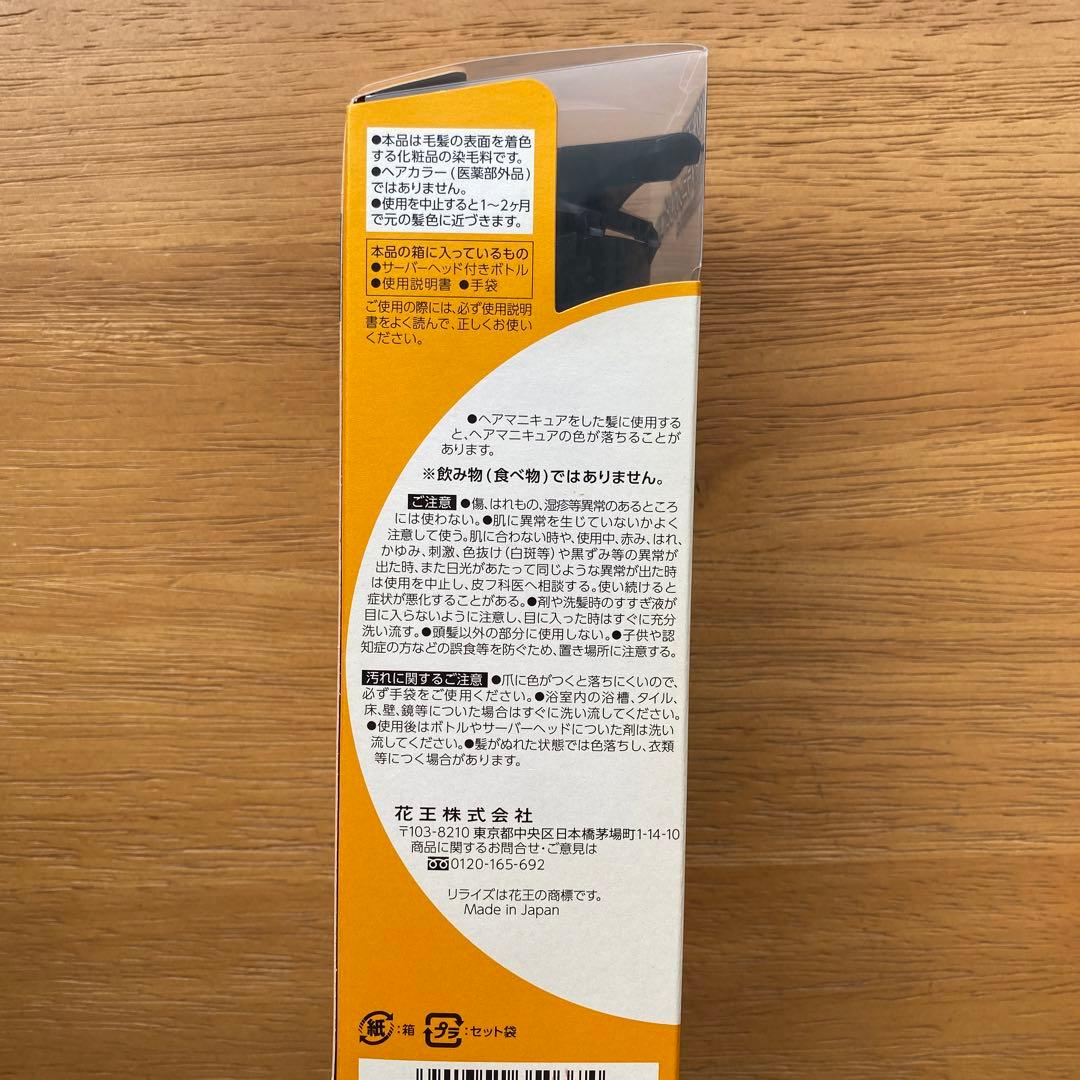 ●本品は毛髪の表面を着色
する化粧品の染毛料です。
●ヘアカラー(医薬部外品)
ではありません。
●使用を中止すると1〜2ヶ月
で元の髪色に近づきます。
本品の箱に入っているもの
●サーバーヘッド付きボトル
●使用説明書 ●手袋
ご使用の際には、必ず使用説明
書をよく読んで、正しくお使い
ください。
●ヘアマニキュアをした髪に使用する
と、ヘアマニキュアの色が落ちることが
あります。
※飲み物(食べ物)ではありません。
ご注意 ●傷、はれもの、湿疹等異常のあるところ
には使わない。●肌に異常を生じていないかよく
注意して使う。肌に合わない時や、使用中、赤み、はれ、
かゆみ、刺激、色抜け(白斑等)や黒ずみ等の異常が
出た時、また日光があたって同じような異常が出た時
は使用を中止し、皮フ科医へ相談する。使い続けると
症状が悪化することがある。●剤や洗髪時のすすぎ液が
目に入らないように注意し、目に入った時はすぐに充分
洗い流す。●頭髪以外の部分に使用しない。●子供や認
知症の方などの誤食等を防ぐため、置き場所に注意する。
汚れに関するご注意 ●爪に色がつくと落ちにくいので、
必ず手袋をご使用ください。●浴室内の浴槽、タイル、
床、壁、鏡等についた場合はすぐに洗い流してください。
●使用後はボトルやサーバーヘッドについた剤は洗い
流してください。●髪がぬれた状態では色落ちし、衣類
等につく場合があります。
花王株式会社
〒103-8210 東京都中央区日本橋茅場町1-14-10
商品に関するお問合せ・ご意見は
0120-165-692
リライズは花王の商標です。
Made in Japan
紙:箱 プラ:セット袋